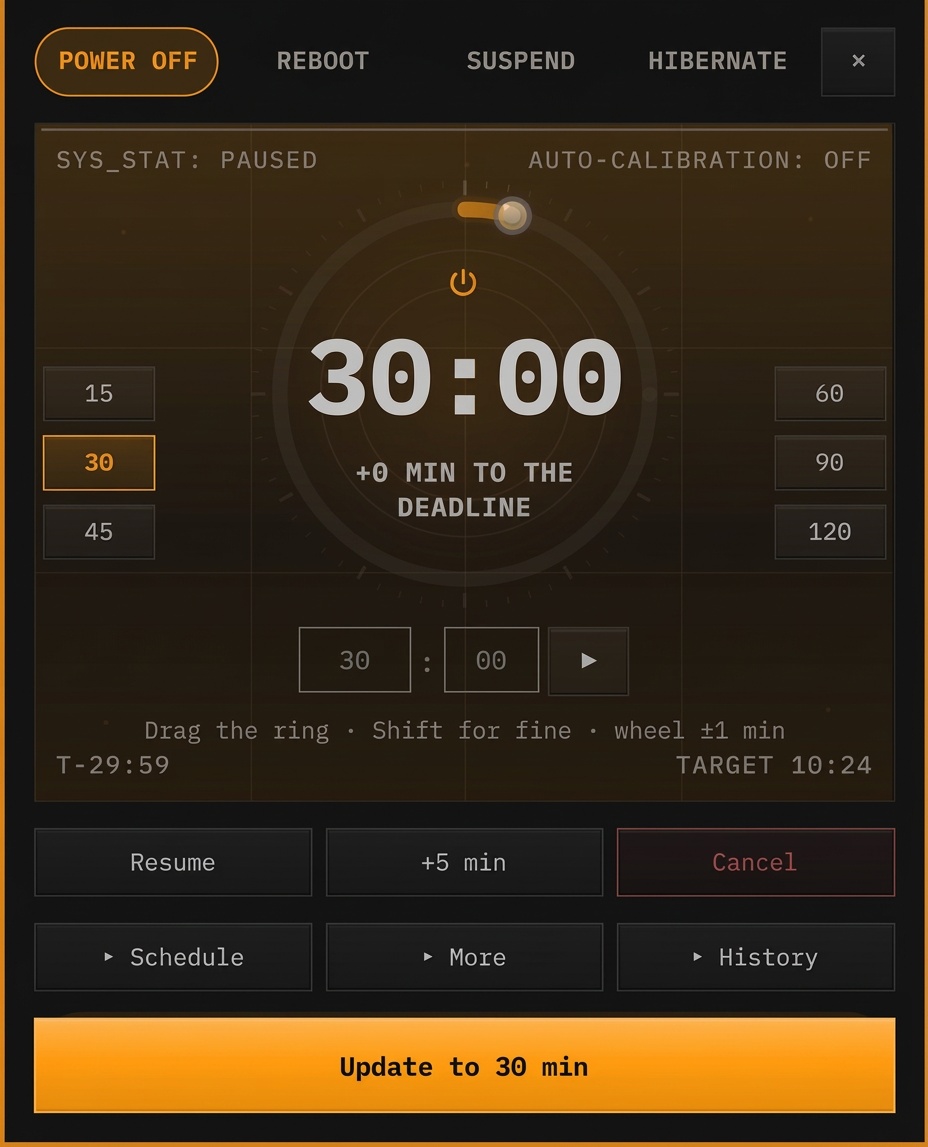 POWER OFF REBOOT SUSPEND HIBERNATE ×
SYS_STAT: PAUSED AUTO-CALIBRATION: OFF
30:00
15 60
30 +0 MIN TO THE 90
DEADLINE
45 120
30 : 00 ▶
Drag the ring · Shift for fine · wheel ±1 min
T-29:59 TARGET 10:24
Resume +5 min Cancel
▸ Schedule ▸ More ▸ History
Update to 30 min